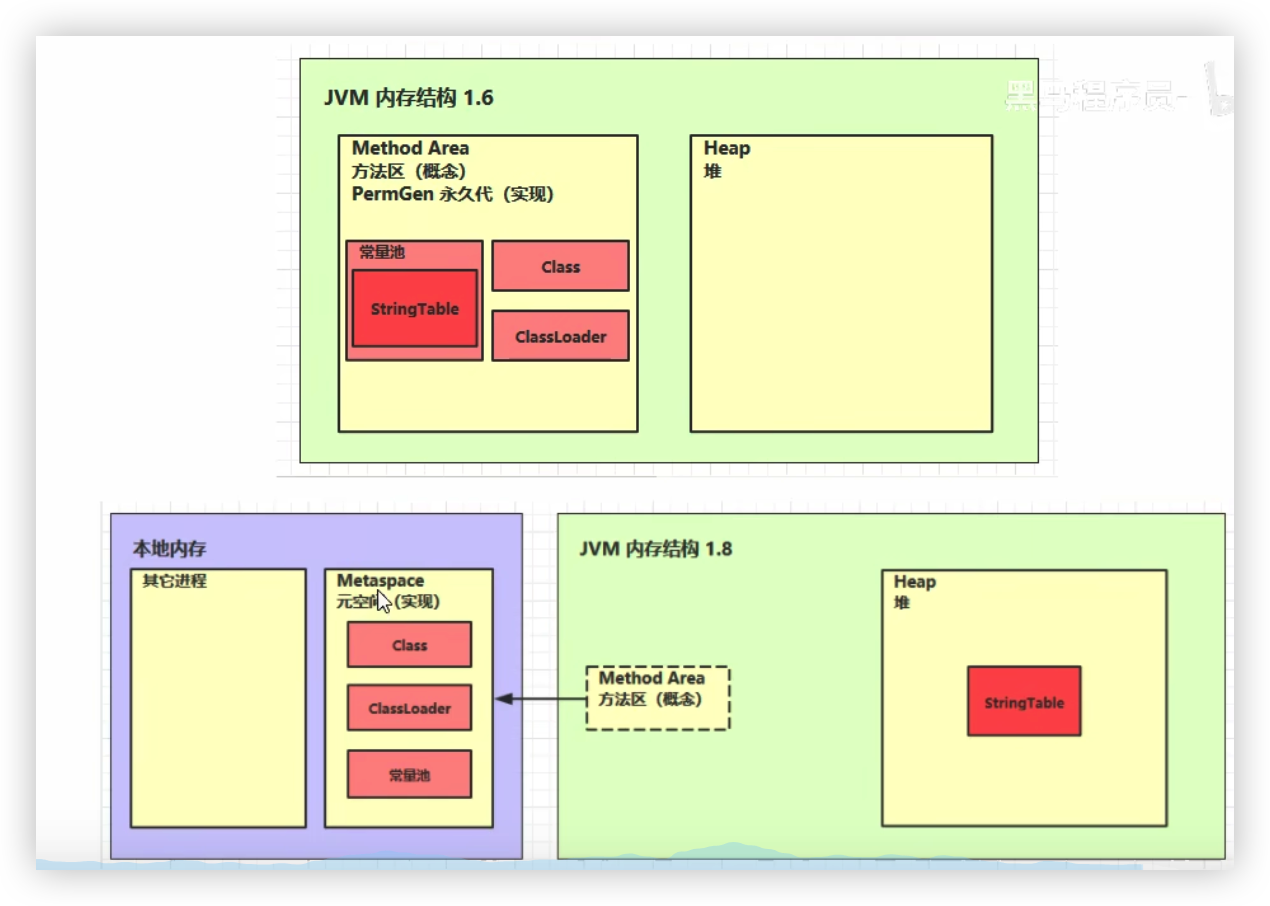 JVM 内存结构 1.6
黑马程序员-
Method Area
方法区（概念）
PermGen 永久代（实现）
常量池
StringTable
Class
ClassLoader
Heap
堆
本地内存
其它进程
Metaspace
元空间（实现）
Class
ClassLoader
常量池
JVM 内存结构 1.8
Method Area
方法区（概念）
Heap
堆
StringTable